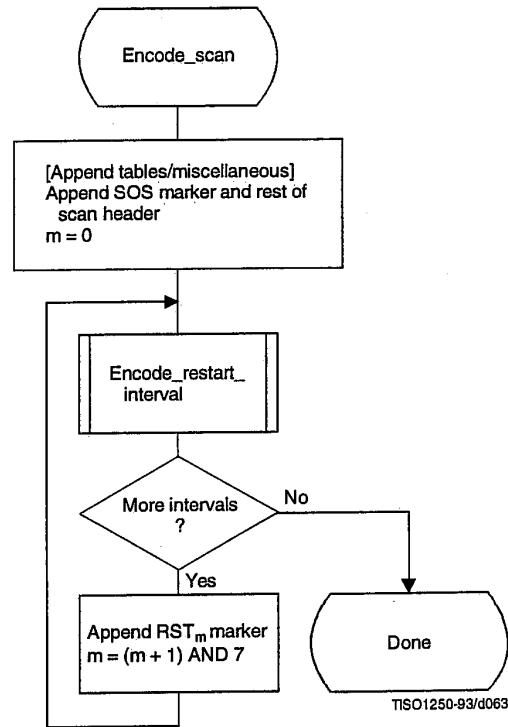 Encode_scan
[Append tables/miscellaneous]
Append SOS marker and rest of
scan header
m = 0
Encode_restart_
interval
More intervals
?
No
Yes
Append RSTm marker
m = (m + 1) AND 7
Done
TISO1250-93/d063